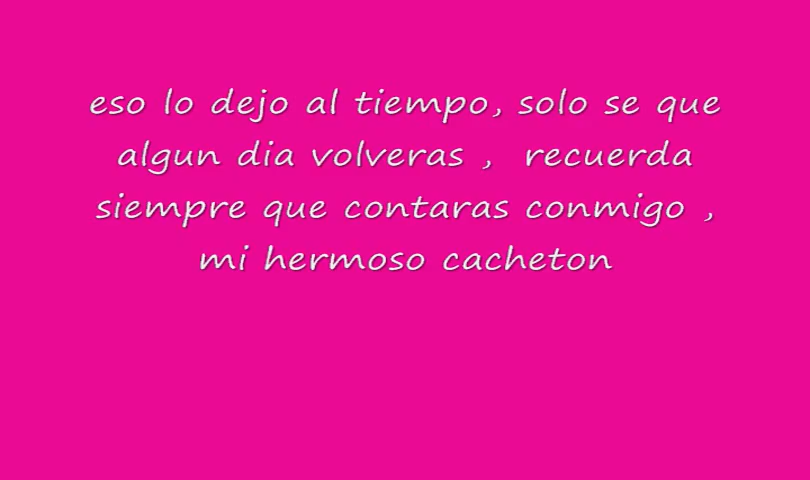 eso lo dejo al tiempo, solo se que
algun dia volveras ,  recuerda
siempre que contaras conmigo ,
mi hermoso cacheton